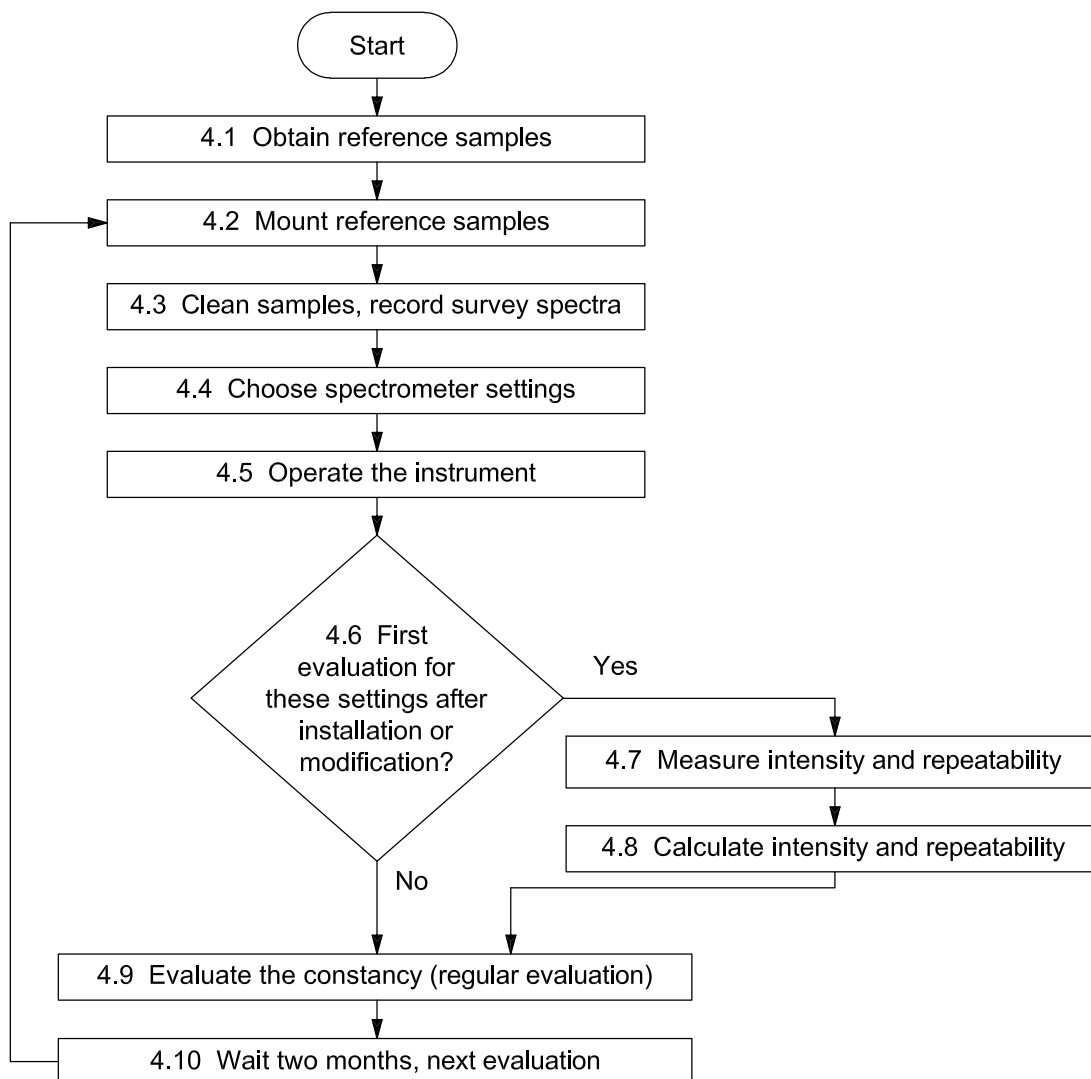 Start
4.1 Obtain reference samples
4.2 Mount reference samples
4.3 Clean samples, record survey spectra
4.4 Choose spectrometer settings
4.5 Operate the instrument
4.6 First
evaluation for
these settings after
installation or
modification?
Yes
4.7 Measure intensity and repeatability
4.8 Calculate intensity and repeatability
No
4.9 Evaluate the constancy (regular evaluation)
4.10 Wait two months, next evaluation